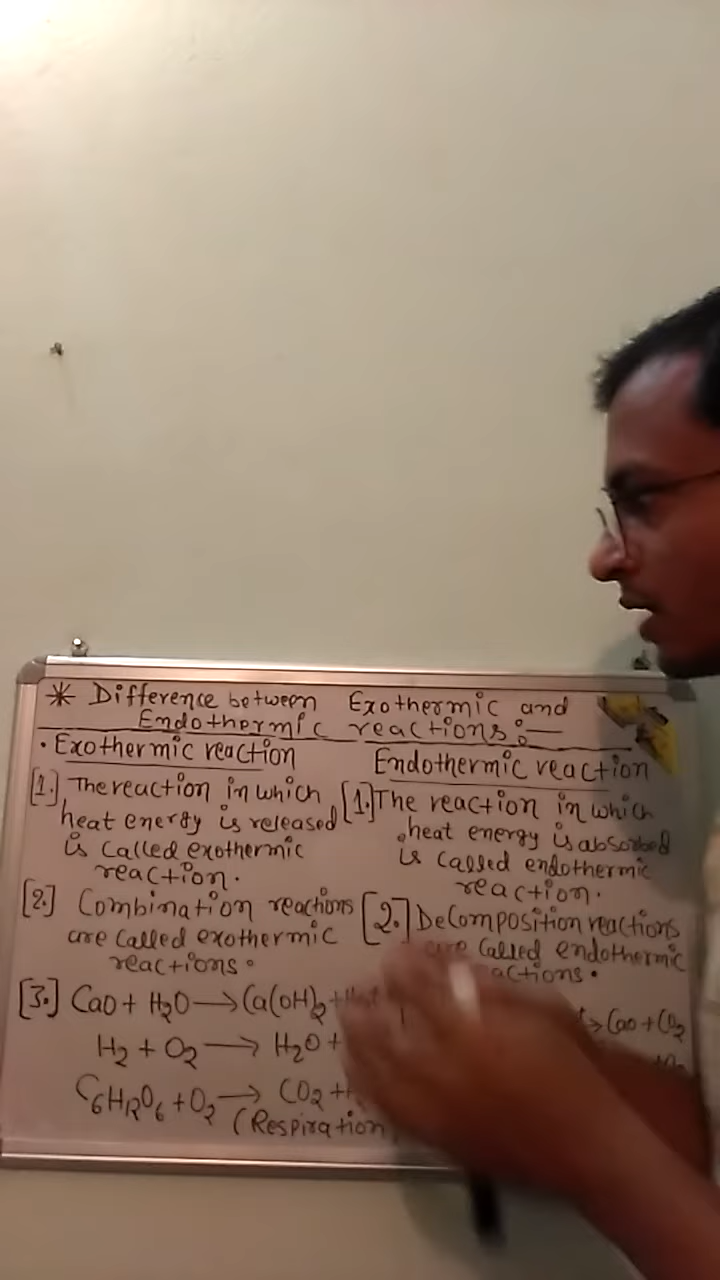 * Difference between Exothermic and
Endothermic reactions :—
• Exothermic reaction
[1.] The reaction in which
heat energy is released
is called exothermic
reaction.
[2.] Combination reactions
are called exothermic
reactions.
[3.] CaO + H2O → Ca(OH)2 +
H2 + O2 → H2O +
C6H12O6 + O2 → CO2 +
(Respiration)
Endothermic reaction
[1.] The reaction in which
heat energy is absorbed
is called endothermic
reaction.
[2.] Decomposition reactions
are called endothermic
actions.
→ CaO + CO2